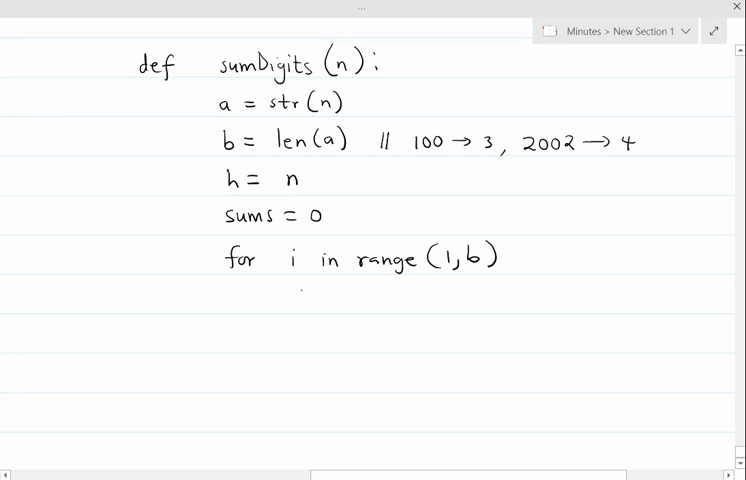 ...
Minutes > New Section 1
def sumDigits (n):
a = str(n)
b = len(a) || 100 → 3, 2002 → 4
h = n
sums = 0
for i in range (1,b)